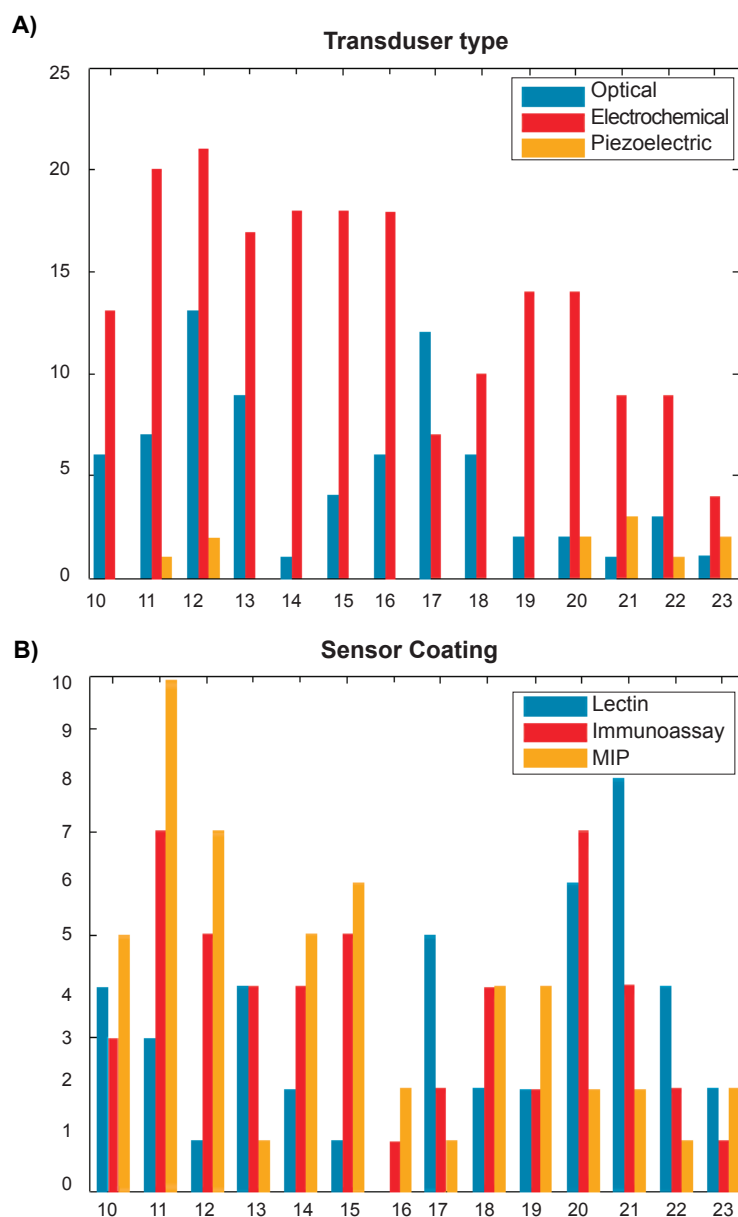 A)
Transduser type
25
20
15
10
5
0
Optical
Electrochemical
Piezoelectric
10 11 12 13 14 15 16 17 18 19 20 21 22 23
B)
Sensor Coating
10
9
8
7
6
5
4
3
2
1
0
Lectin
Immunoassay
MIP
10 11 12 13 14 15 16 17 18 19 20 21 22 23